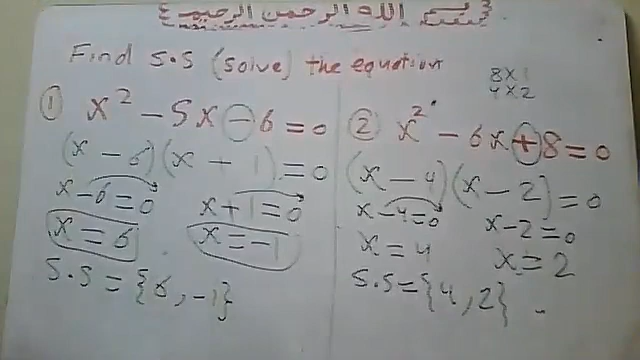 بسم الله الرحمن الرحيم
Find S.S (solve) the equation
① x² - 5x - 6 = 0
(x - 6)(x + 1) = 0
x - 6 = 0 x + 1 = 0
x = 6 x = -1
S.S = {6, -1}
8 x 1
4 x 2
② x² - 6x + 8 = 0
(x - 4)(x - 2) = 0
x - 4 = 0 x - 2 = 0
x = 4 x = 2
S.S = {4, 2}